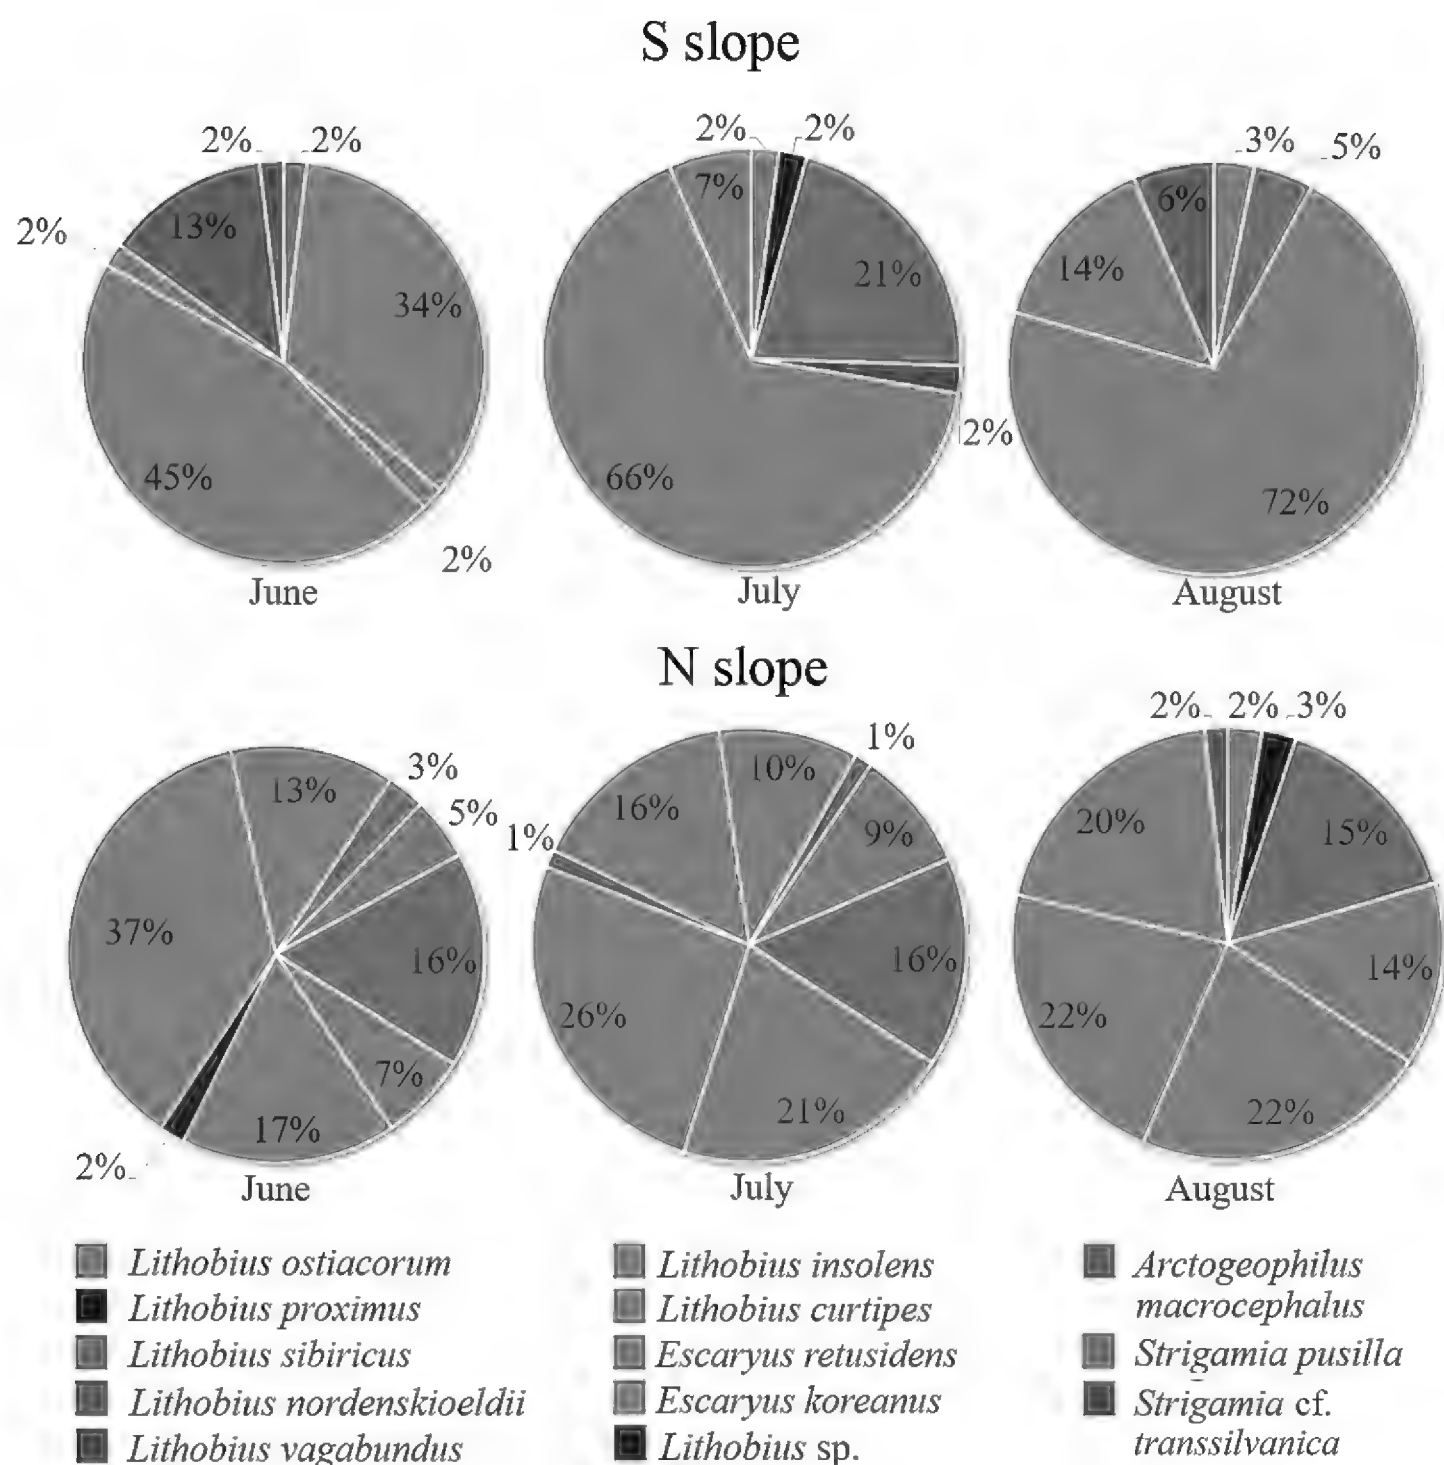 S slope
2% 2%
2%
13%
34%
45%
2%
June
2% 2%
7%
21%
66%
2%
July
3% 5%
6%
14%
72%
August
N slope
13%
3%
5%
37%
16%
7%
17%
2%
June
1%
10%
16%
9%
1%
16%
26%
21%
July
2% 2% 3%
20%
15%
14%
22%
22%
August
Lithobius ostiacorum
Lithobius proximus
Lithobius sibiricus
Lithobius nordenskioeldii
Lithobius vagabundus
Lithobius insolens
Lithobius curtipes
Escaryus retusidens
Escaryus koreanus
Lithobius sp.
Arctogeophilus
macrocephalus
Strigamia pusilla
Strigamia cf.
transsilvanica